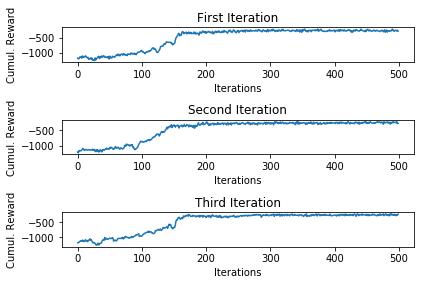 First Iteration
Cumul. Reward
−500
−1000
0 100 200 300 400 500
Iterations
Second Iteration
Cumul. Reward
−500
−1000
0 100 200 300 400 500
Iterations
Third Iteration
Cumul. Reward
−500
−1000
0 100 200 300 400 500
Iterations